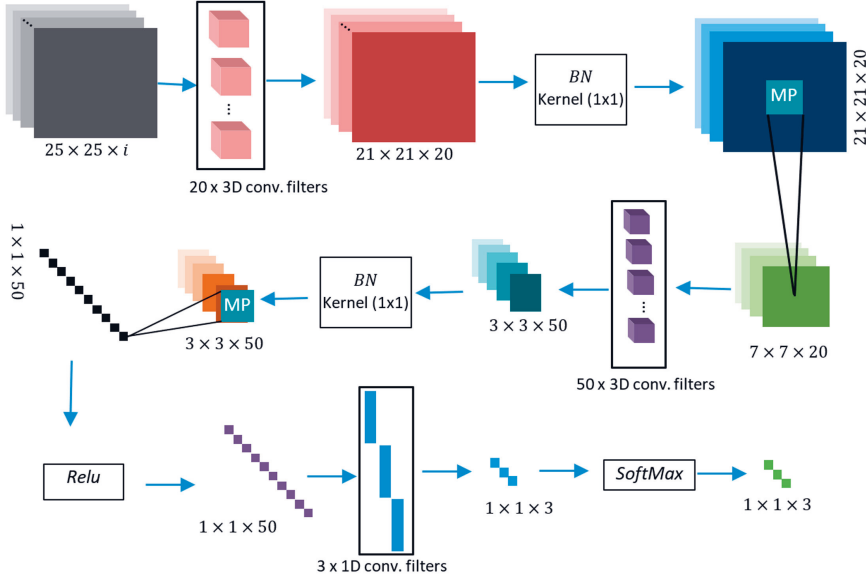 25 × 25 × i
20 x 3D conv. filters
21 × 21 × 20
BN
Kernel (1x1)
MP
21 × 21 × 20
7 × 7 × 20
50 x 3D conv. filters
3 × 3 × 50
BN
Kernel (1x1)
MP
3 × 3 × 50
1 × 1 × 50
Relu
1 × 1 × 50
3 x 1D conv. filters
1 × 1 × 3
SoftMax
1 × 1 × 3